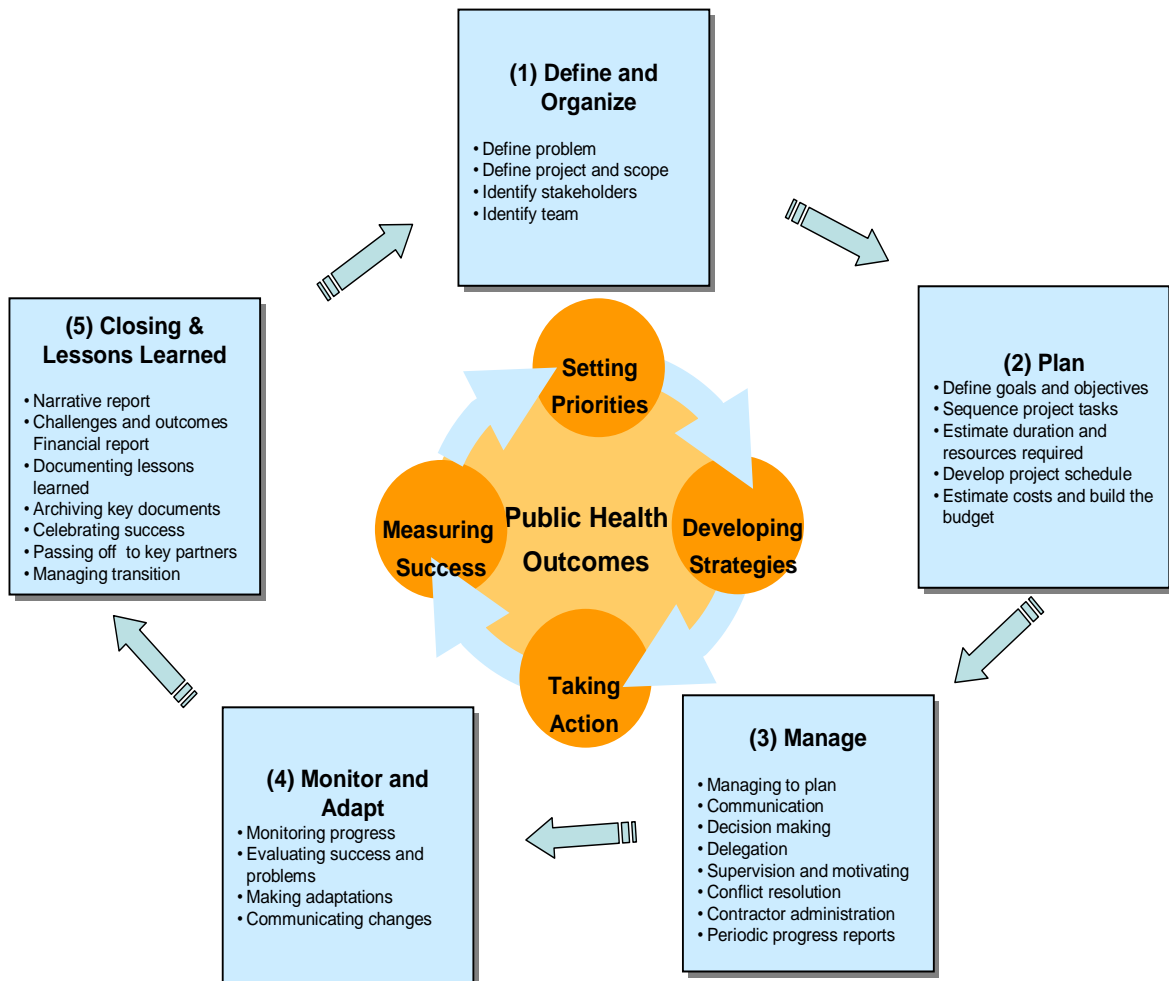 (1) Define and
Organize
• Define problem
• Define project and scope
• Identify stakeholders
• Identify team
(2) Plan
• Define goals and objectives
• Sequence project tasks
• Estimate duration and
resources required
• Develop project schedule
• Estimate costs and build the
budget
(3) Manage
• Managing to plan
• Communication
• Decision making
• Delegation
• Supervision and motivating
• Conflict resolution
• Contractor administration
• Periodic progress reports
(4) Monitor and
Adapt
• Monitoring progress
• Evaluating success and
problems
• Making adaptations
• Communicating changes
(5) Closing &
Lessons Learned
• Narrative report
• Challenges and outcomes
Financial report
• Documenting lessons
learned
• Archiving key documents
• Celebrating success
• Passing off to key partners
• Managing transition
Setting
Priorities
Developing
Strategies
Taking
Action
Measuring
Success
Public Health
Outcomes